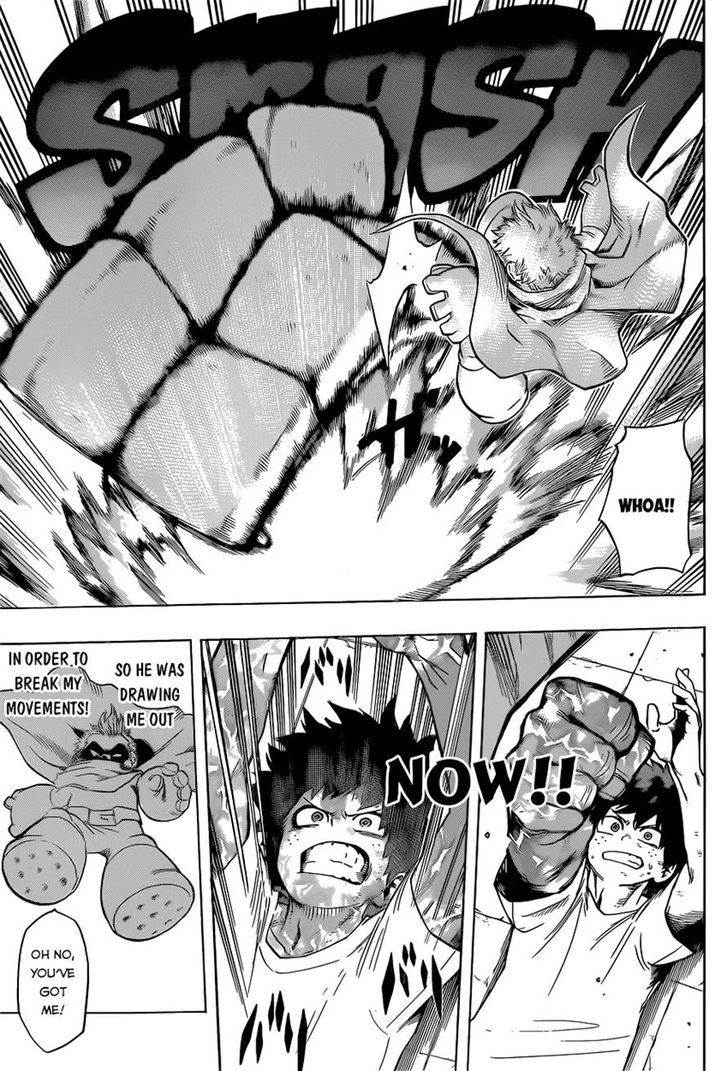 SMASH
WHOA!!
NOW!!
SO HE WAS
DRAWING
ME OUT
IN ORDER TO
BREAK MY
MOVEMENTS!
OH NO,
YOU'VE
GOT
ME!